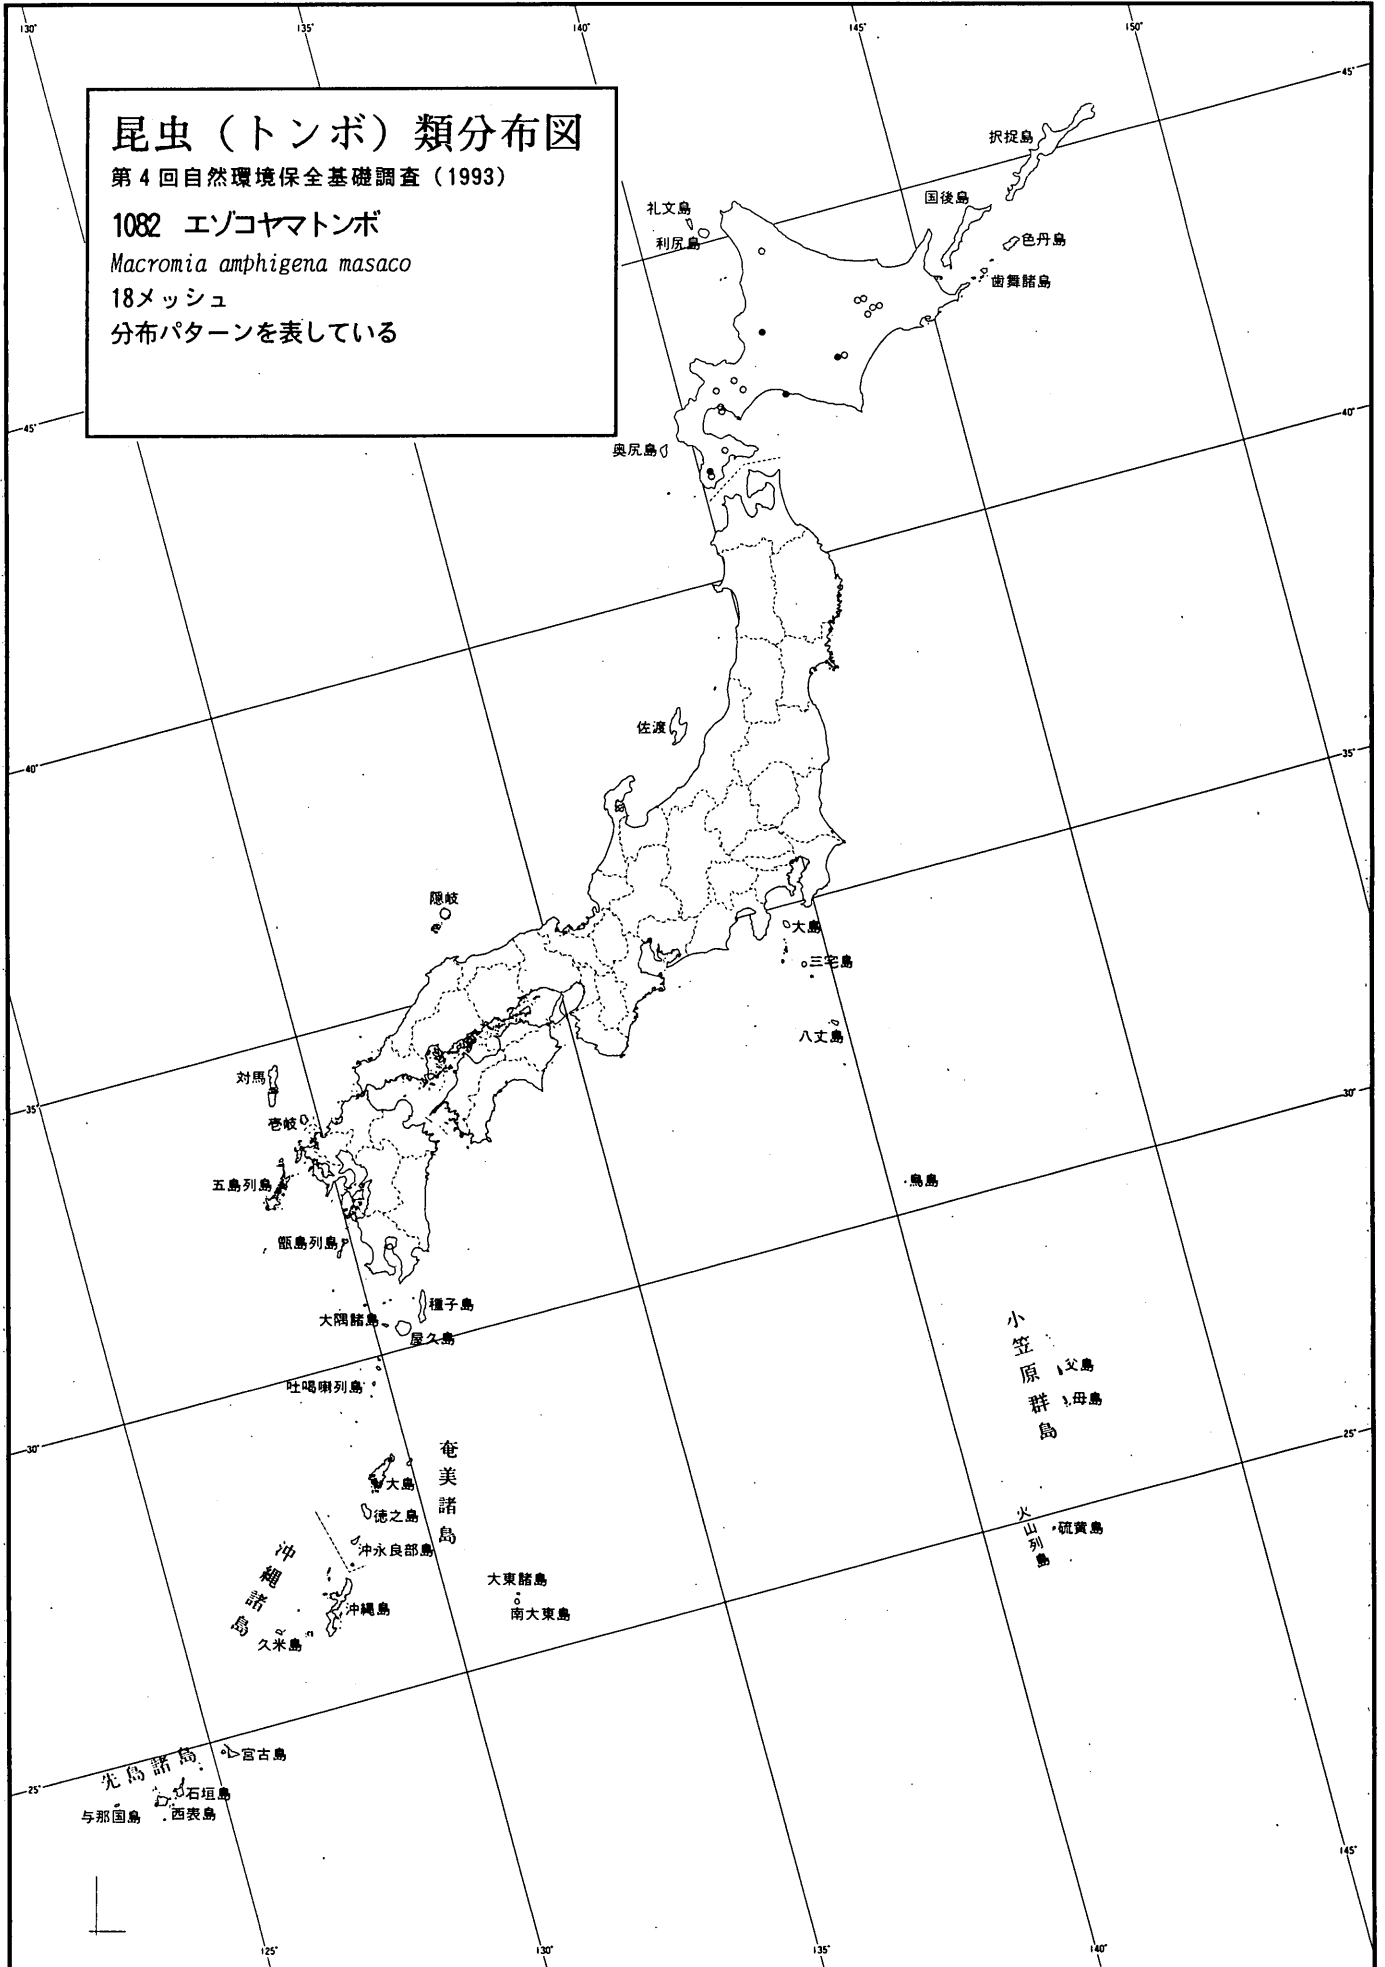 130°
135°
140°
145°
150°
45°
昆虫（トンボ）類分布図
第4回自然環境保全基礎調査（1993）
1082 エゾコヤマトンボ
Macromia amphigena masaco
18メッシュ
分布パターンを表している
択捉島
国後島
色丹島
歯舞諸島
礼文島
利尻島
奥尻島
45°
40°
佐渡
40°
35°
隠岐
大島
三宅島
八丈島
対馬
35°
壱岐
30°
五島列島
鳥島
甑島列島
種子島
大隅諸島
屋久島
吐噶喇列島
小笠原群島
父島
母島
30°
25°
奄美諸島
大島
徳之島
沖永良部島
火山列島
硫黄島
沖縄諸島
沖縄島
久米島
大東諸島
南大東島
先島諸島
宮古島
石垣島
西表島
与那国島
25°
145°
125°
130°
135°
140°